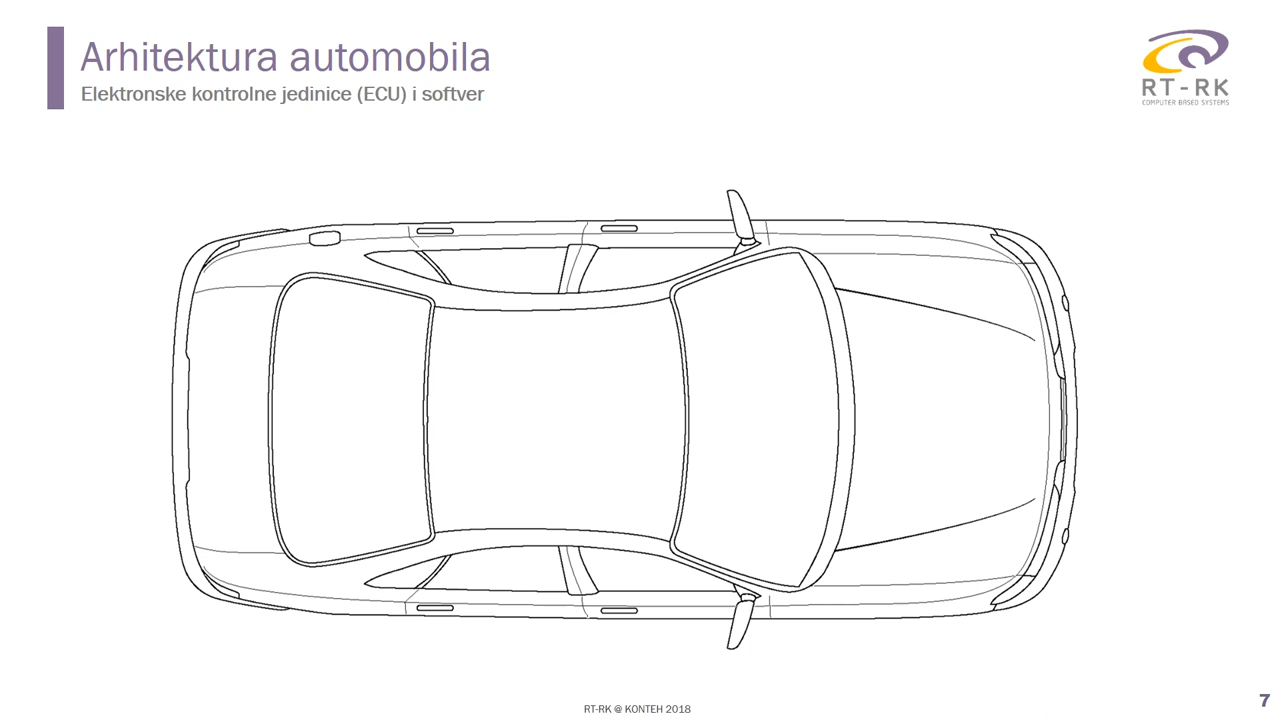 Arhitektura automobila
Elektronske kontrolne jedinice (ECU) i softver
RT-RK
COMPUTER BASED SYSTEMS
RT-RK @ KONTEH 2018
7